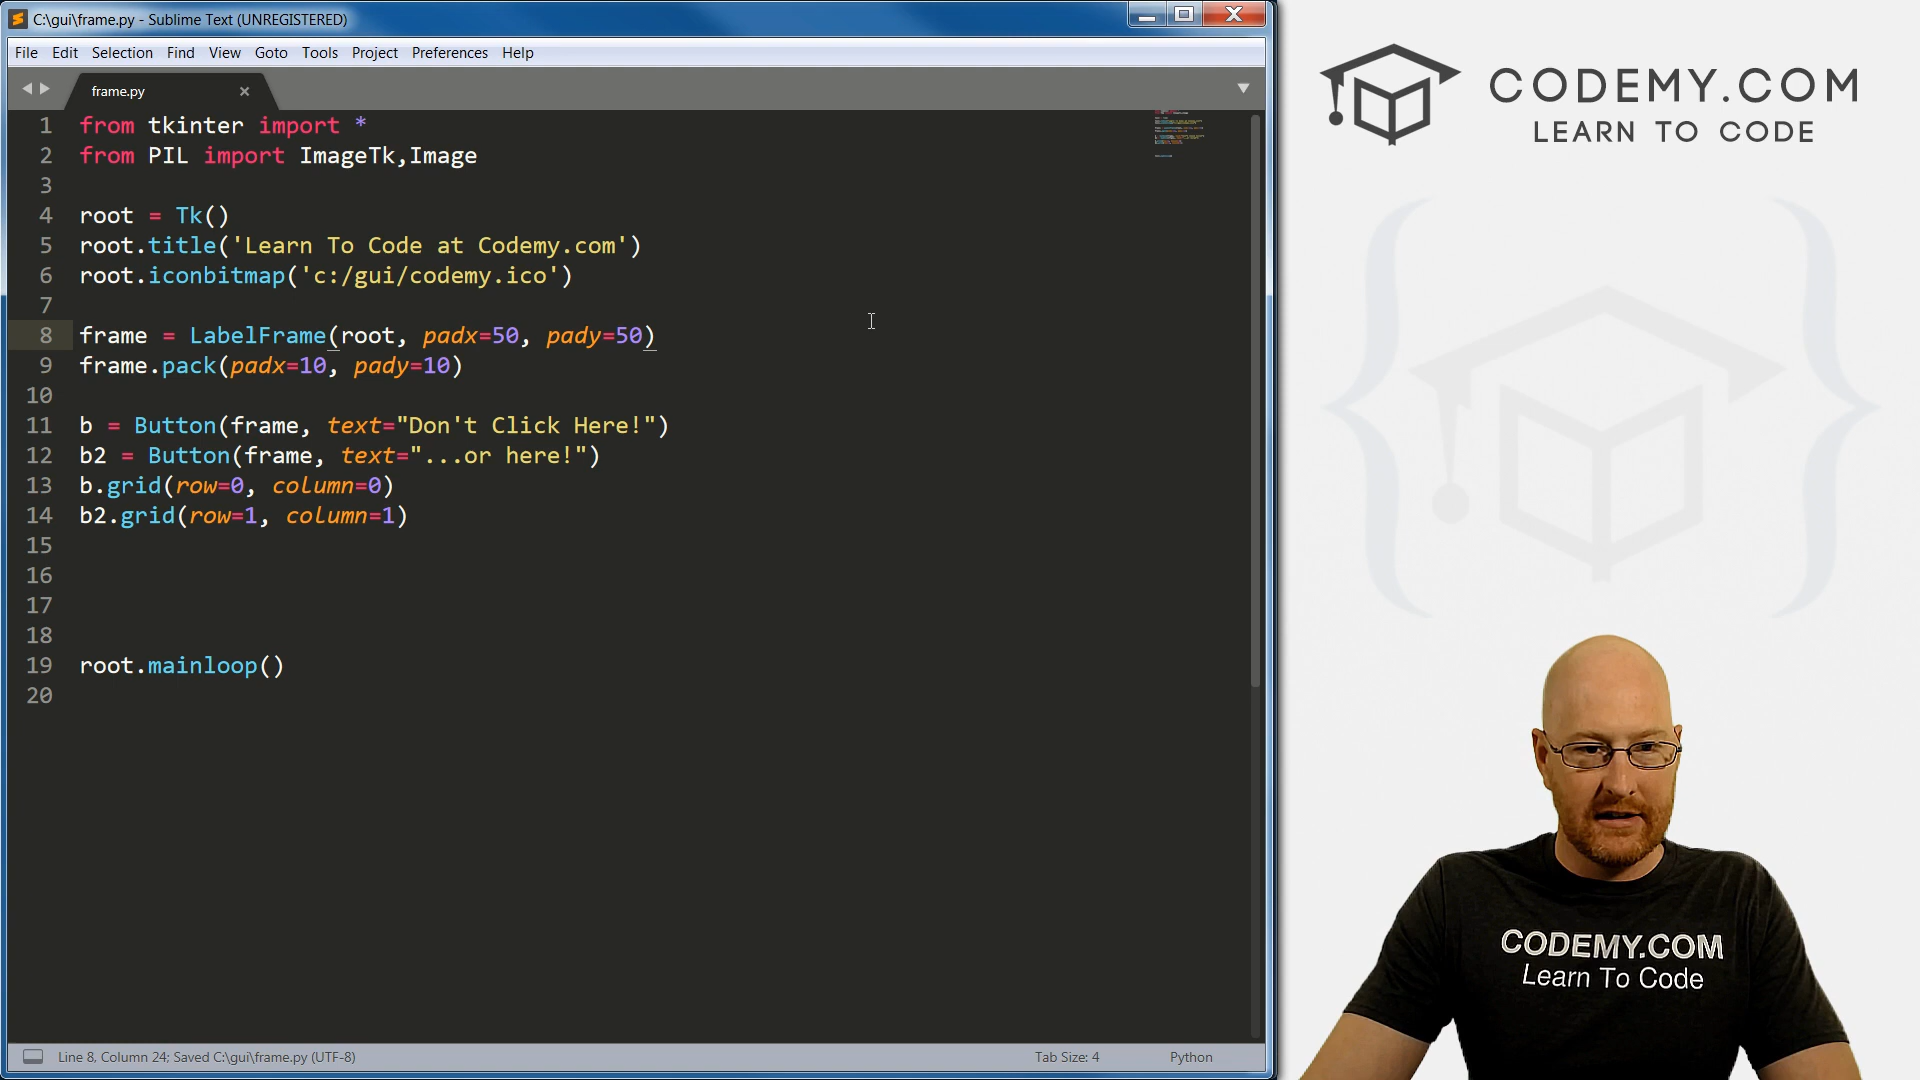 C:\gui\frame.py - Sublime Text (UNREGISTERED)
File Edit Selection Find View Goto Tools Project Preferences Help
frame.py
1 from tkinter import *
2 from PIL import ImageTk,Image
3
4 root = Tk()
5 root.title('Learn To Code at Codemy.com')
6 root.iconbitmap('c:/gui/codemy.ico')
7
8 frame = LabelFrame(root, padx=50, pady=50)
9 frame.pack(padx=10, pady=10)
10
11 b = Button(frame, text="Don't Click Here!")
12 b2 = Button(frame, text="...or here!")
13 b.grid(row=0, column=0)
14 b2.grid(row=1, column=1)
15
16
17
18
19 root.mainloop()
20
Line 8, Column 24; Saved C:\gui\frame.py (UTF-8) Tab Size: 4 Python
CODEMY.COM
LEARN TO CODE
CODEMY.COM
Learn To Code